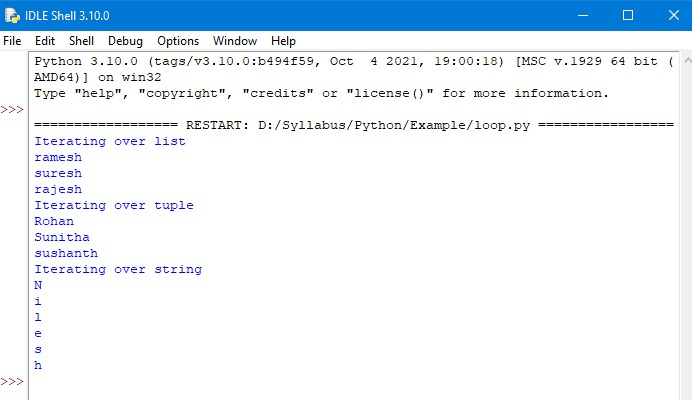 IDLE Shell 3.10.0
File Edit Shell Debug Options Window Help
Python 3.10.0 (tags/v3.10.0:b494f59, Oct  4 2021, 19:00:18) [MSC v.1929 64 bit (
AMD64)] on win32
Type "help", "copyright", "credits" or "license()" for more information.
>>>
================== RESTART: D:/Syllabus/Python/Example/loop.py =================
Iterating over list
ramesh
suresh
rajesh
Iterating over tuple
Rohan
Sunitha
sushanth
Iterating over string
N
i
l
e
s
h
>>>